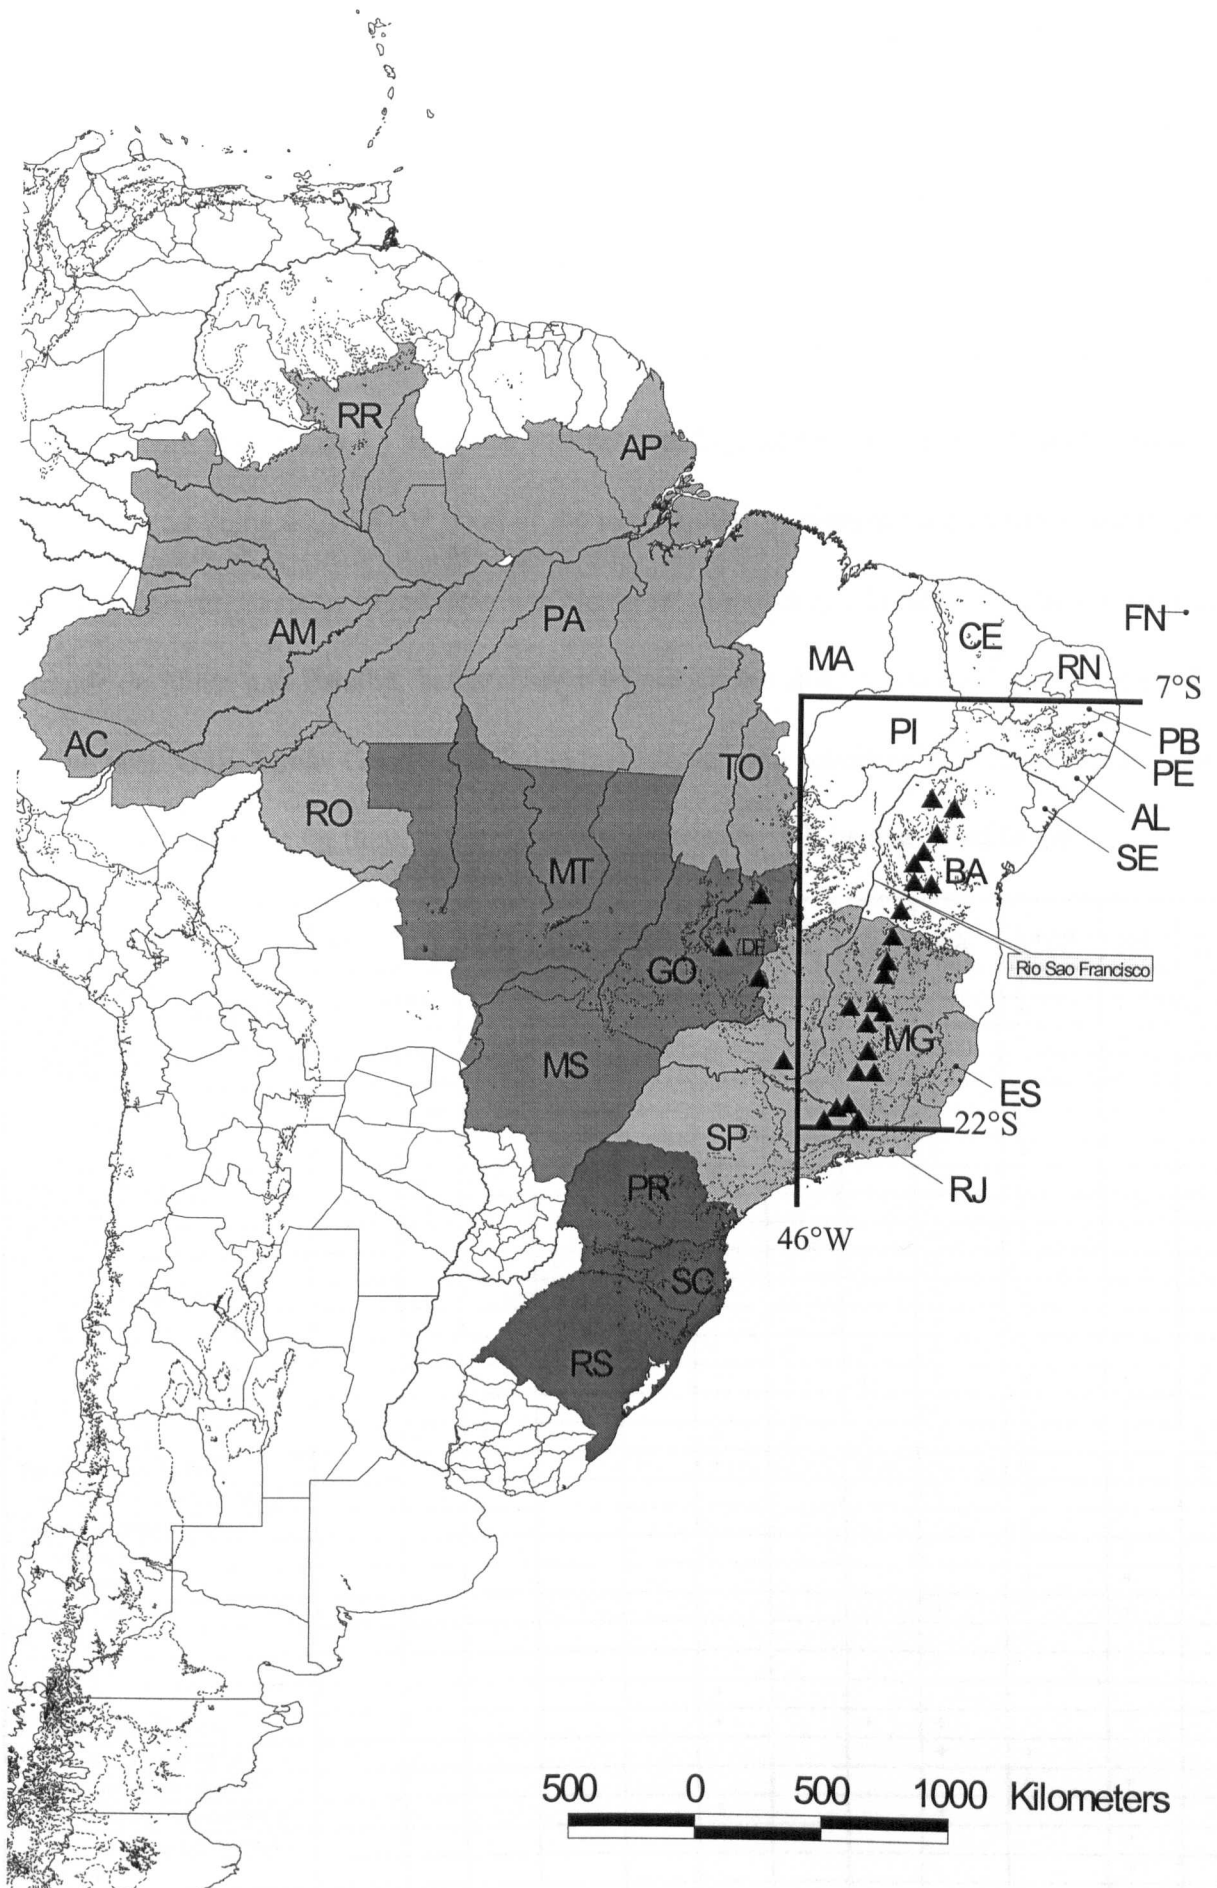 RR
AP
AM
PA
FN
MA
CE
RN
7°S
AC
PI
PB
TO
PE
RO
AL
MT
BA
SE
DF
GO
Rio Sao Francisco
MG
MS
ES
SP
22°S
PR
RJ
46°W
SC
RS
500 0 500 1000 Kilometers